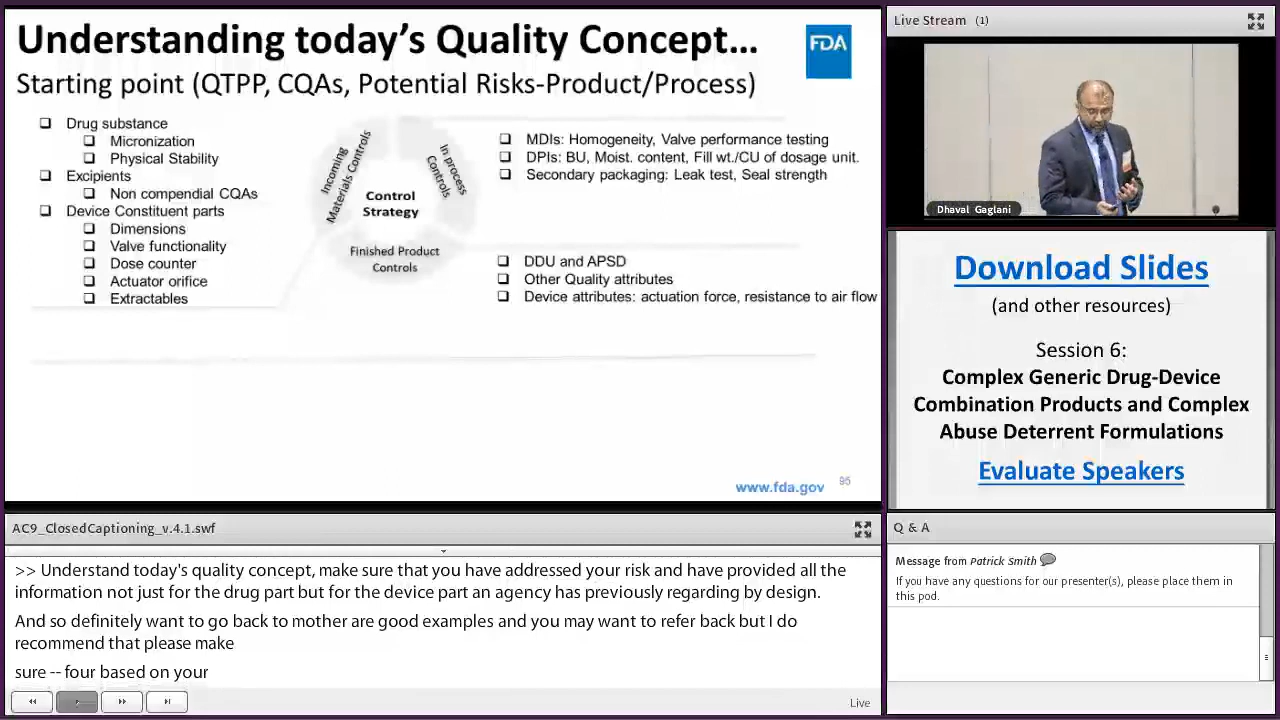 Understanding today's Quality Concept...
FDA
Starting point (QTPP, CQAs, Potential Risks-Product/Process)
Drug substance
Micronization
Physical Stability
Excipients
Non compendial CQAs
Device Constituent parts
Dimensions
Valve functionality
Dose counter
Actuator orifice
Extractables
Incoming
Materials Controls
In process
Controls
Control
Strategy
Finished Product
Controls
MDIs: Homogeneity, Valve performance testing
DPIs: BU, Moist. content, Fill wt./CU of dosage unit.
Secondary packaging: Leak test, Seal strength
DDU and APSD
Other Quality attributes
Device attributes: actuation force, resistance to air flow
www.fda.gov
95
Live Stream (1)
Dhaval Gaglani
Download Slides
(and other resources)
Session 6:
Complex Generic Drug-Device
Combination Products and Complex
Abuse Deterrent Formulations
Evaluate Speakers
AC9_ClosedCaptioning_v.4.1.swf
>> Understand today's quality concept, make sure that you have addressed your risk and have provided all the
information not just for the drug part but for the device part an agency has previously regarding by design.
And so definitely want to go back to mother are good examples and you may want to refer back but I do
recommend that please make
sure -- four based on your
Live
Q & A
Message from Patrick Smith
If you have any questions for our presenter(s), please place them in
this pod.